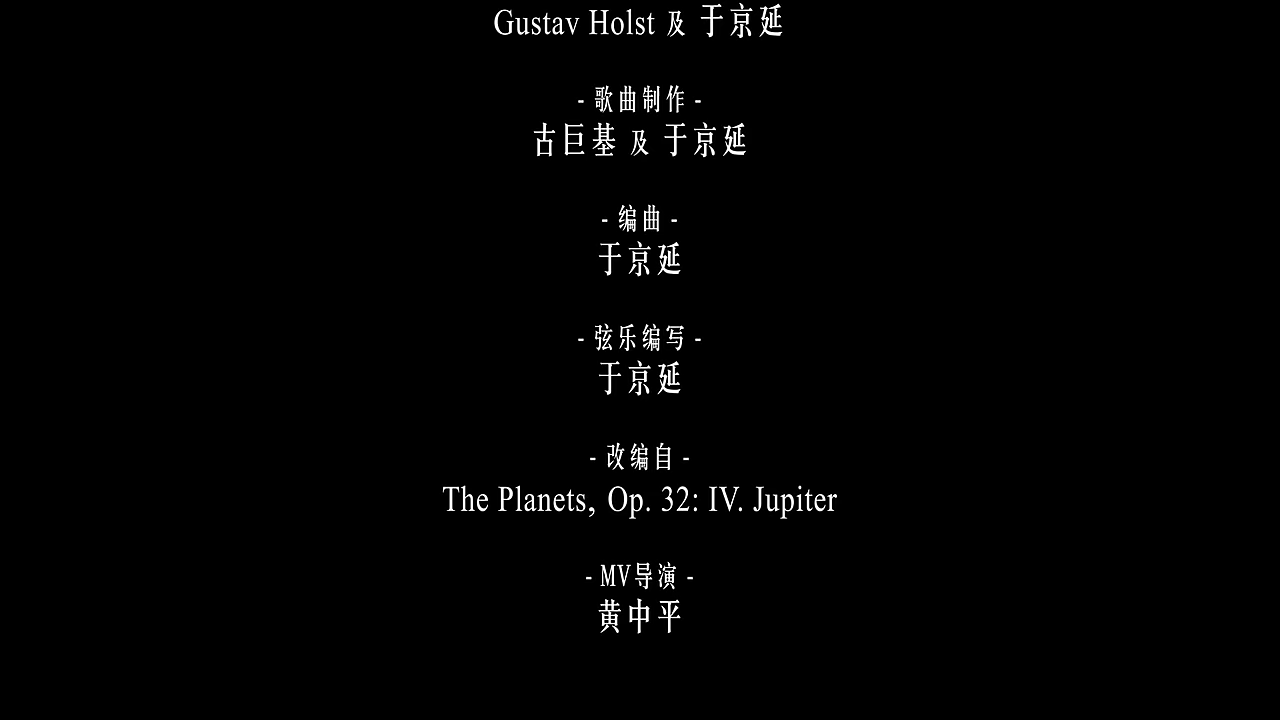 Gustav Holst 及 于京延
- 歌曲制作 -
古巨基 及 于京延
- 编曲 -
于京延
- 弦乐编写 -
于京延
- 改编自 -
The Planets, Op. 32: IV. Jupiter
- MV导演 -
黄中平